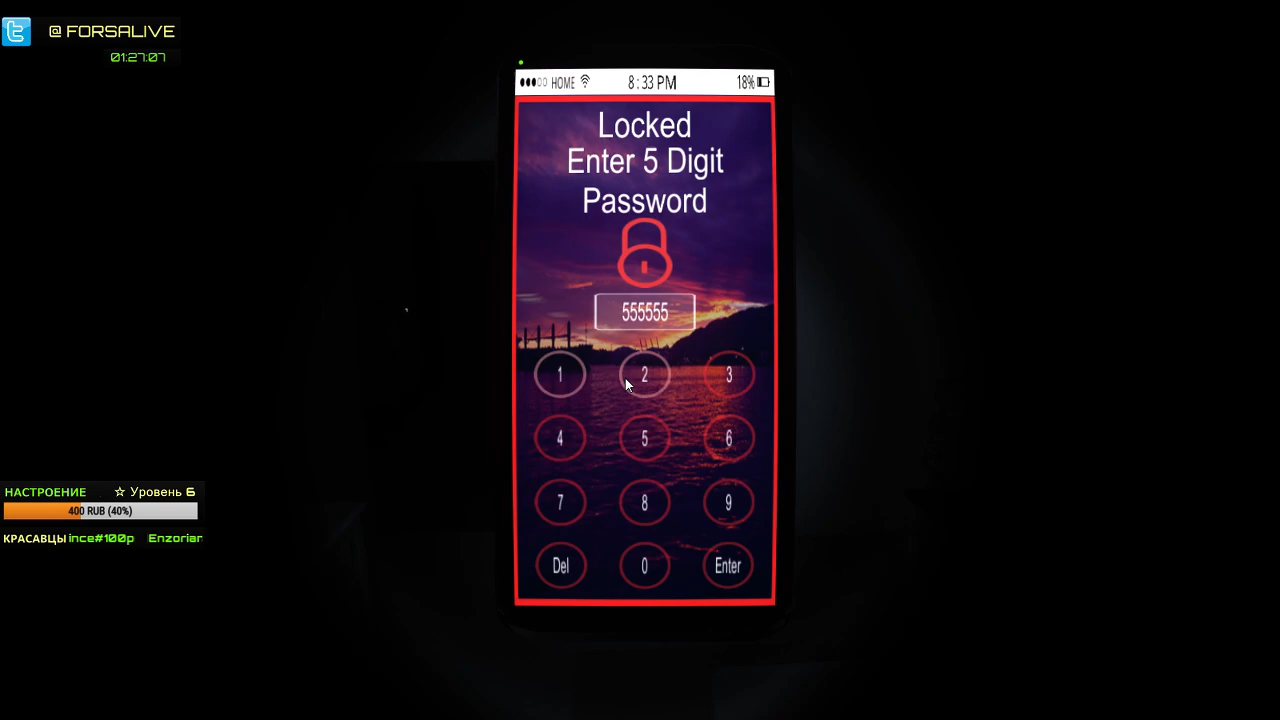 @ FORSALIVE
01:27:07
HOME 8:33 PM 18%
Locked
Enter 5 Digit
Password
555555
1 2 3
4 5 6
7 8 9
Del 0 Enter
НАСТРОЕНИЕ ☆ Уровень 6
400 RUB (40%)
КРАСАВЦЫ ince#100p Enzorian